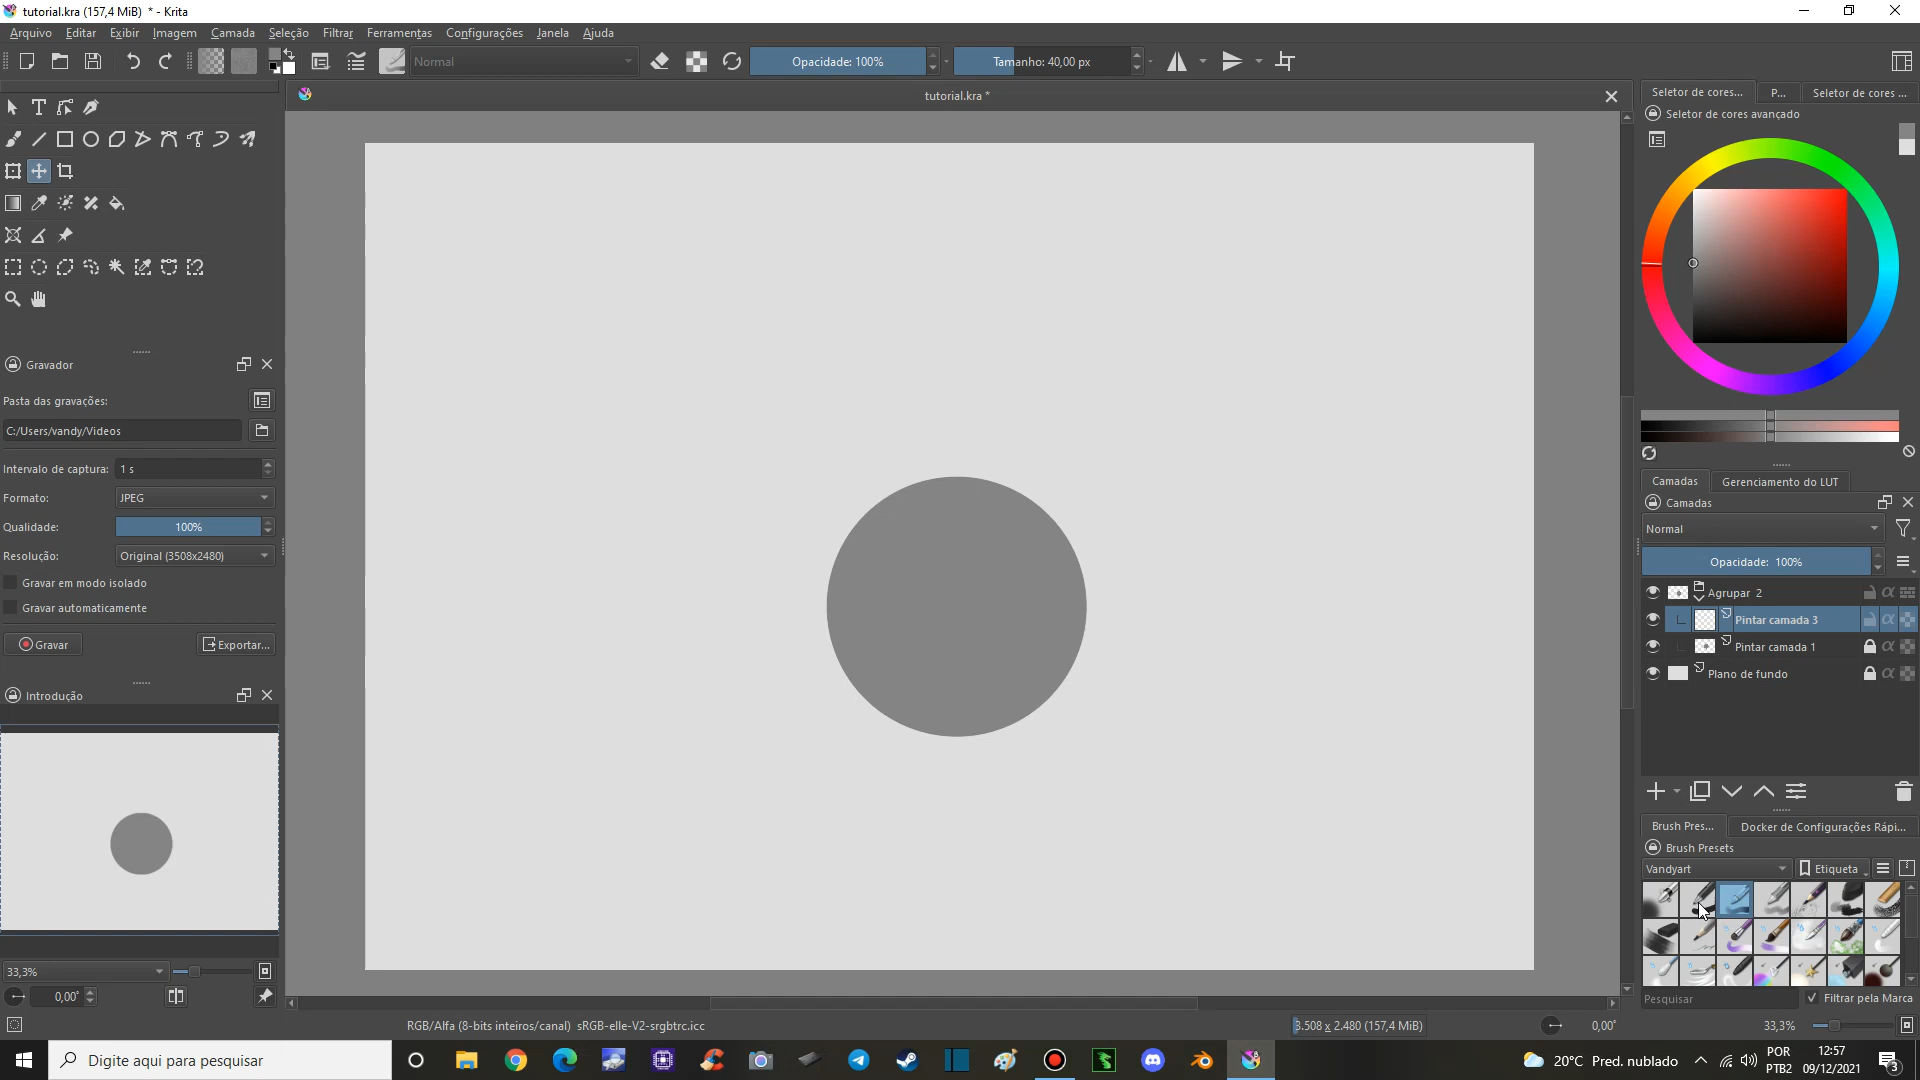 tutorial.kra (157,4 MiB) * - Krita
Arquivo Editar Exibir Imagem Camada Seleção Filtrar Ferramentas Configurações Janela Ajuda
Normal Opacidade: 100% Tamanho: 40,00 px
tutorial.kra *
Seletor de cores... P... Seletor de cores ...
Seletor de cores avançado
Gravador
Pasta das gravações:
C:/Users/vandy/Videos
Intervalo de captura: 1 s
Formato: JPEG
Qualidade: 100%
Resolução: Original (3508x2480)
Gravar em modo isolado
Gravar automaticamente
Gravar Exportar...
Introdução
33,3%
0,00°
Camadas Gerenciamento do LUT
Camadas
Normal
Opacidade: 100%
Agrupar 2
Pintar camada 3
Pintar camada 1
Plano de fundo
Brush Pres... Docker de Configurações Rápi...
Brush Presets
Vandyart Etiqueta
Pesquisar Filtrar pela Marca
RGB/Alfa (8-bits inteiros/canal) sRGB-elle-V2-srgbtrc.icc 3.508 x 2.480 (157,4 MiB) 0,00° 33,3%
Digite aqui para pesquisar
20°C Pred. nublado
POR
PTB2
12:57
09/12/2021
3